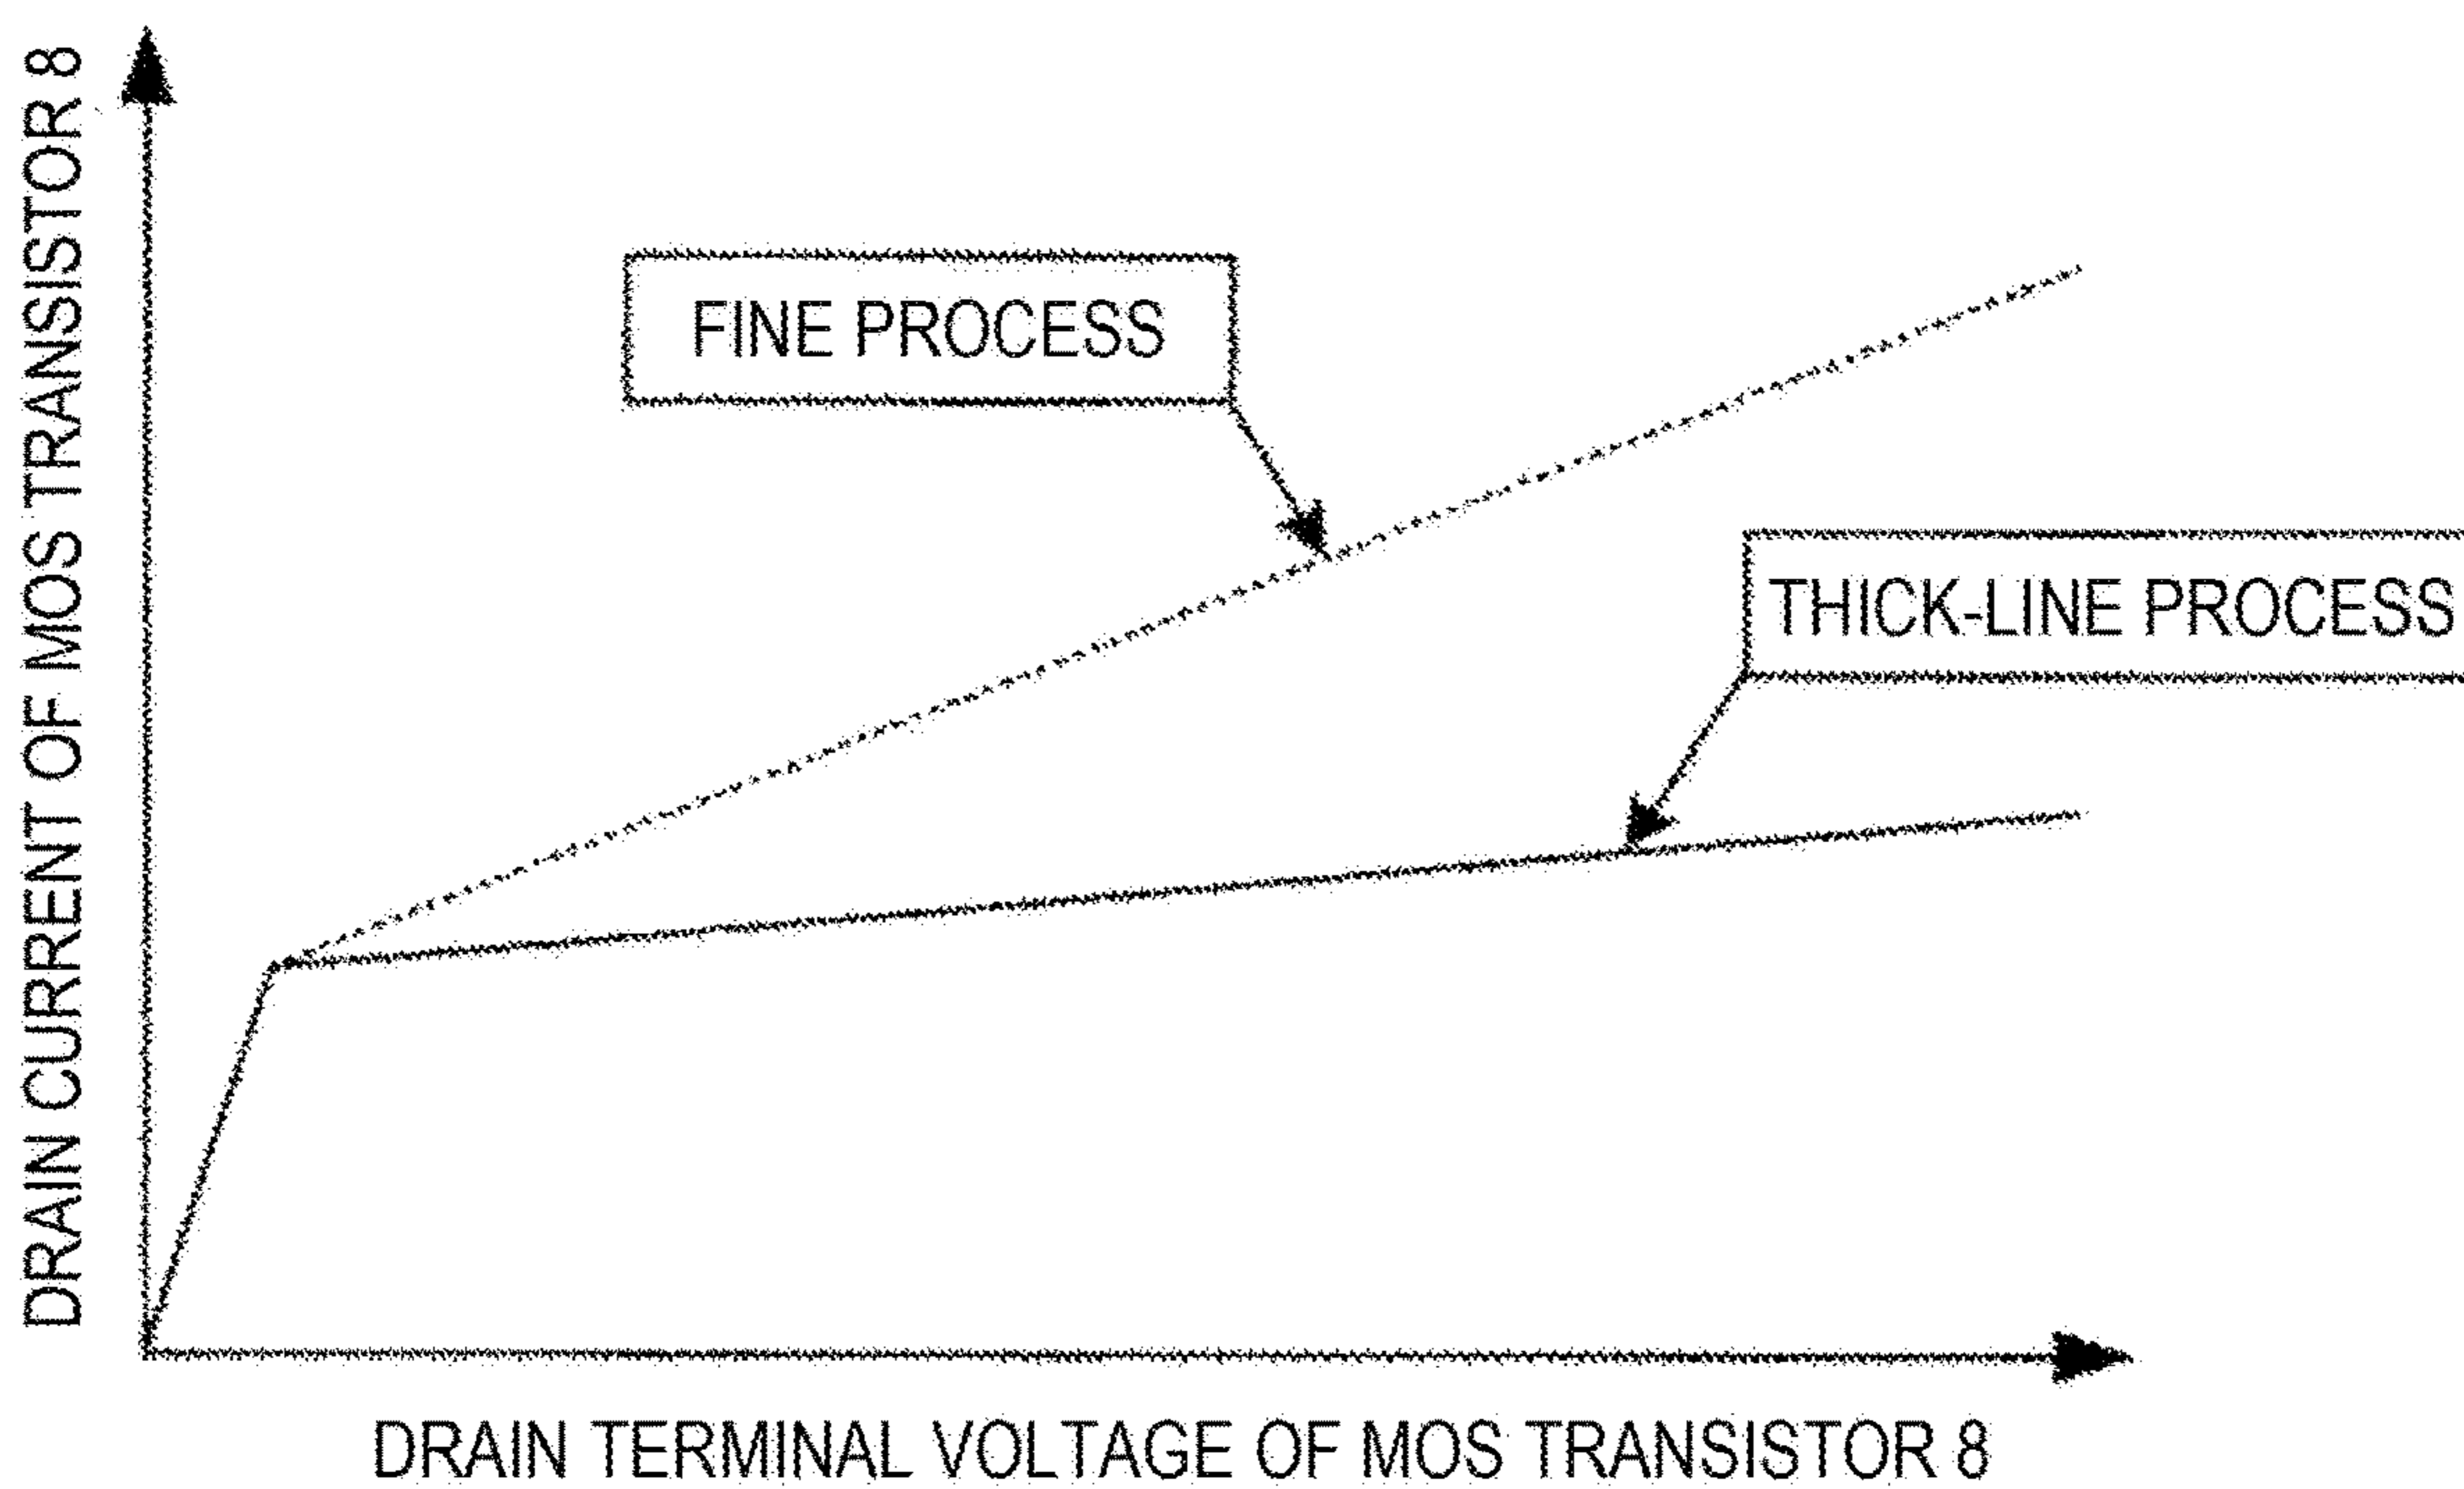 DRAIN CURRENT OF MOS TRANSISTOR 8
FINE PROCESS
THICK-LINE PROCESS
DRAIN TERMINAL VOLTAGE OF MOS TRANSISTOR 8